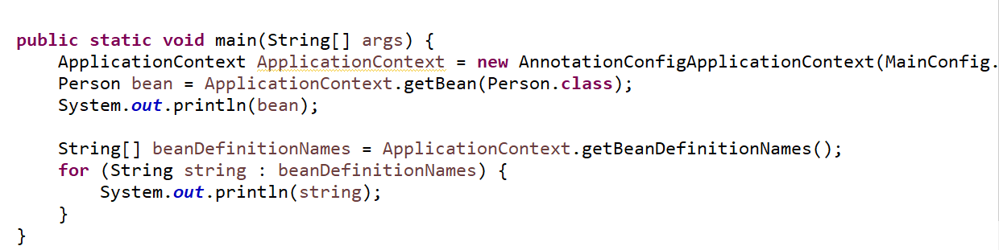 public static void main(String[] args) {
    ApplicationContext ApplicationContext = new AnnotationConfigApplicationContext(MainConfig.
    Person bean = ApplicationContext.getBean(Person.class);
    System.out.println(bean);

    String[] beanDefinitionNames = ApplicationContext.getBeanDefinitionNames();
    for (String string : beanDefinitionNames) {
        System.out.println(string);
    }
}